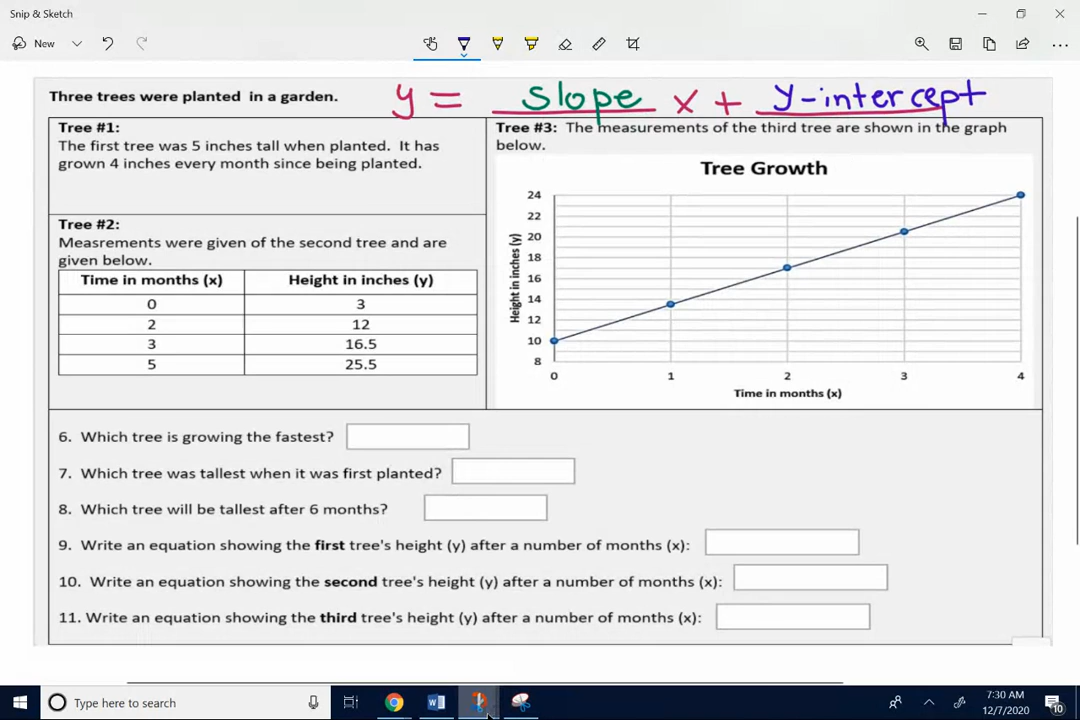 Snip & Sketch
New
Three trees were planted in a garden.
y = slope x + y-intercept
Tree #1:
The first tree was 5 inches tall when planted. It has
grown 4 inches every month since being planted.
Tree #2:
Measrements were given of the second tree and are
given below.
Time in months (x) Height in inches (y)
0 3
2 12
3 16.5
5 25.5
Tree #3: The measurements of the third tree are shown in the graph
below.
Tree Growth
Height in inches (y)
24
22
20
18
16
14
12
10
8
0 1 2 3 4
Time in months (x)
6. Which tree is growing the fastest?
7. Which tree was tallest when it was first planted?
8. Which tree will be tallest after 6 months?
9. Write an equation showing the first tree's height (y) after a number of months (x):
10. Write an equation showing the second tree's height (y) after a number of months (x):
11. Write an equation showing the third tree's height (y) after a number of months (x):
Type here to search
7:30 AM
12/7/2020
10